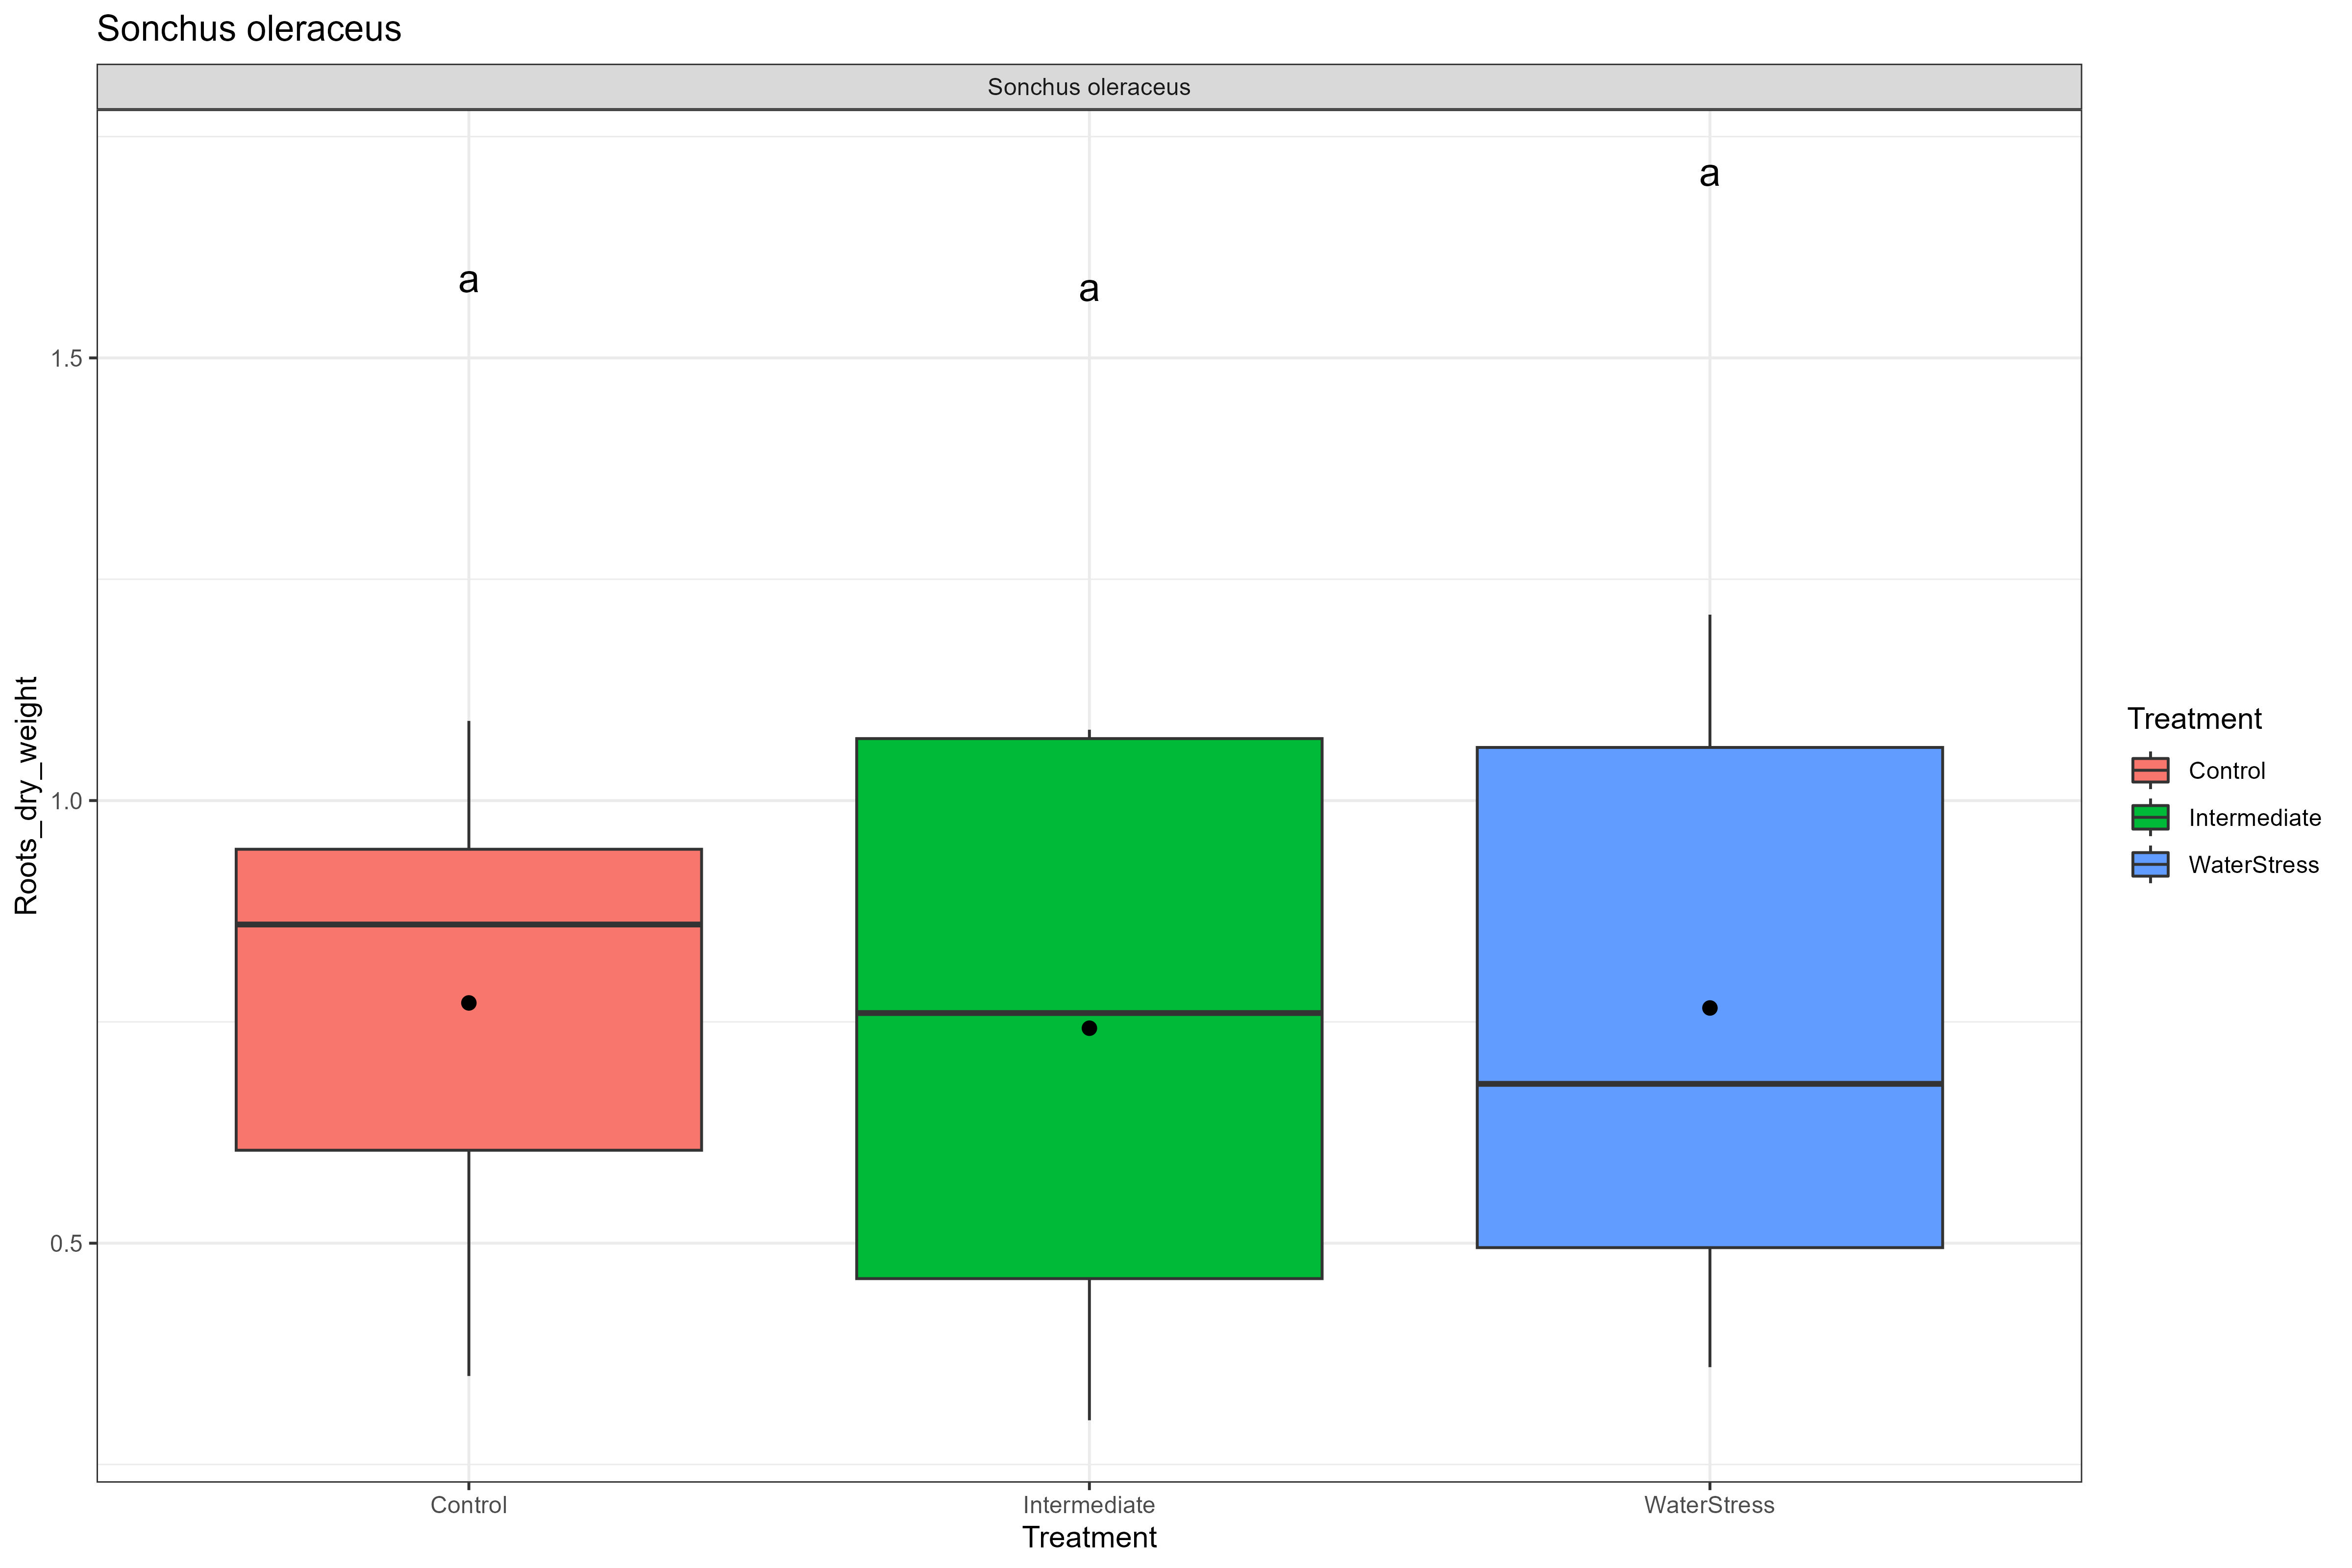 Sonchus oleraceus
Sonchus oleraceus
a
a
a
1.5
1.0
0.5
Roots_dry_weight
Control
Intermediate
WaterStress
Treatment
Treatment
Control
Intermediate
WaterStress